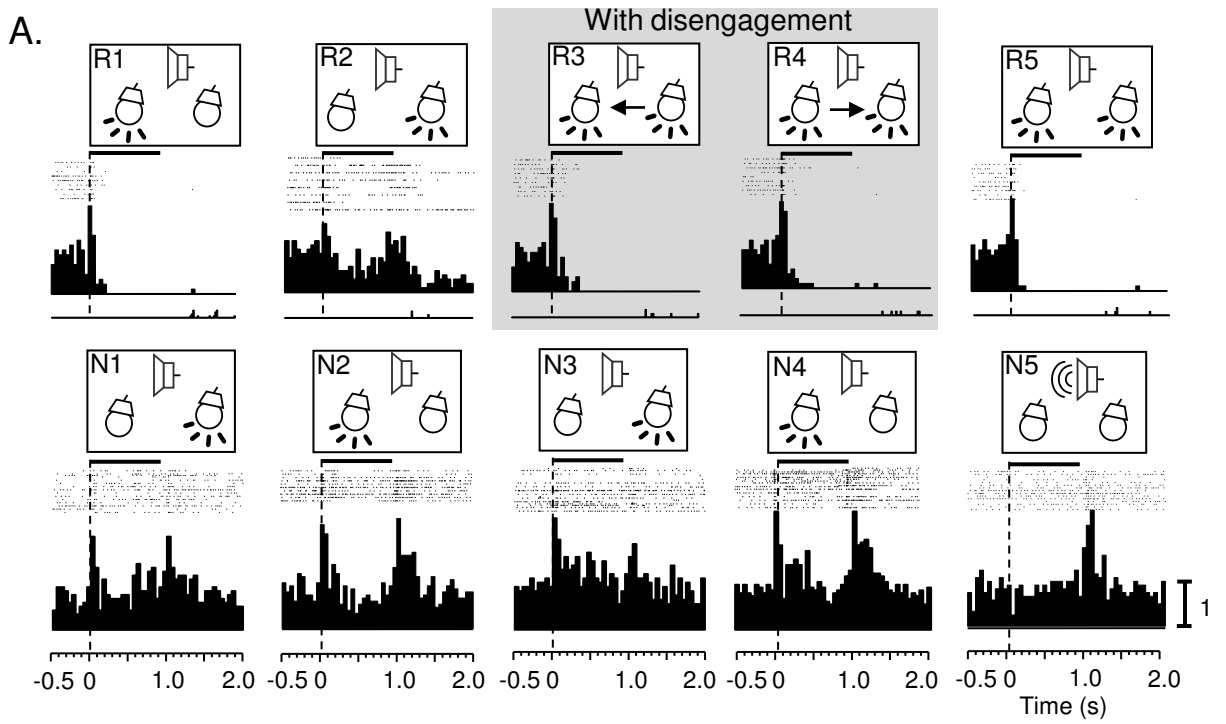 With disengagement
A.
R1 R2 R3 R4 R5
N1 N2 N3 N4 N5
1
-0.5 0 1.0 2.0 -0.5 0 1.0 2.0 -0.5 0 1.0 2.0 -0.5 0 1.0 2.0 -0.5 0 1.0 2.0
Time (s)